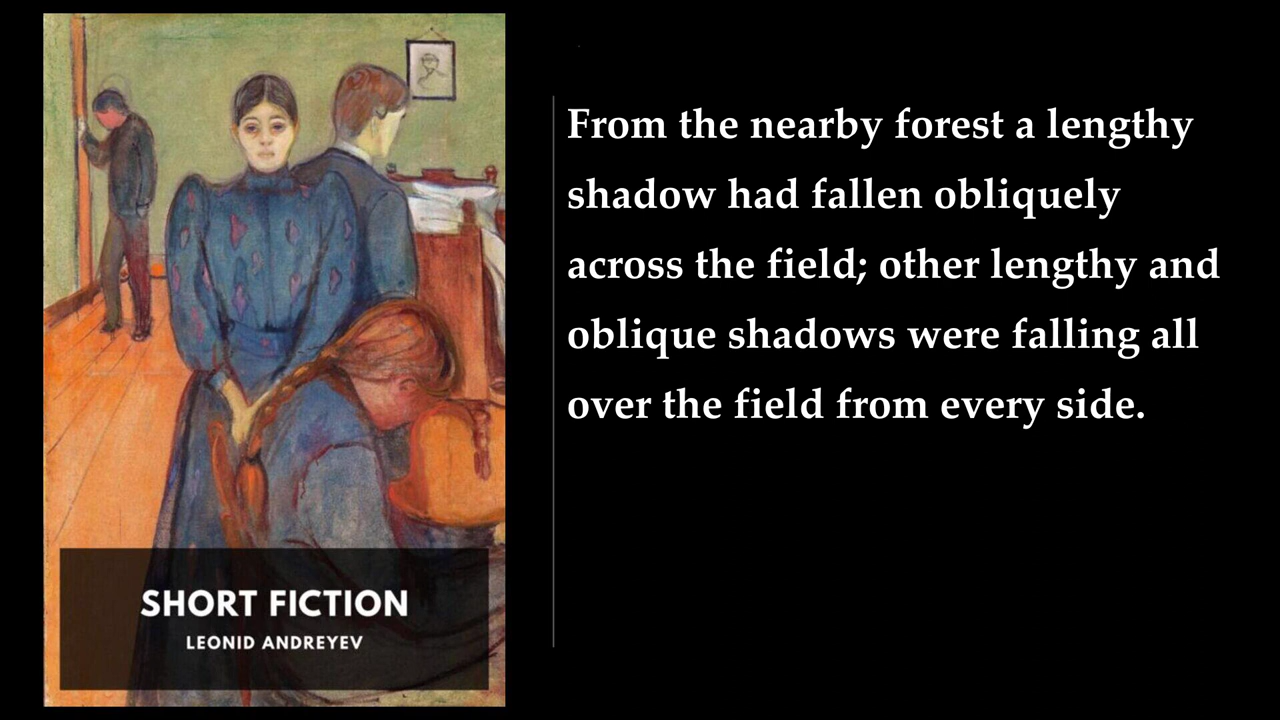 From the nearby forest a lengthy
shadow had fallen obliquely
across the field; other lengthy and
oblique shadows were falling all
over the field from every side.
SHORT FICTION
LEONID ANDREYEV